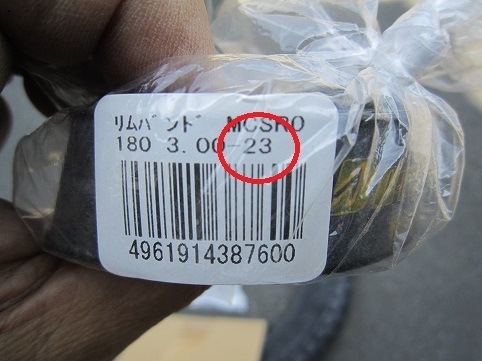 ﾘﾑﾊﾞﾝﾄﾞ MCSRO
180 3.00-23
4961914387600